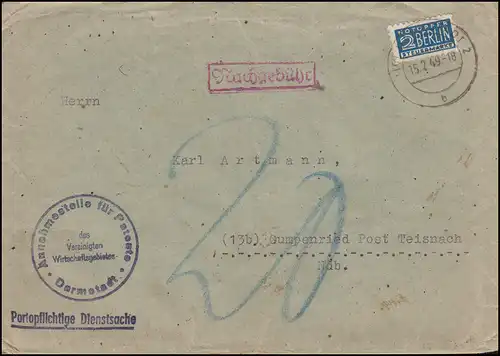 NOTOPFER
2 BERLIN
STEUERMARKE
15.2.49.-18
b
Nachgebühr
Herrn
Karl Artmann,
20
(13b) Gumpenried Post Teisnach
Ndb.
Annahmestelle für Patente
des
Vereinigten
Wirtschaftsgebietes
Darmstadt
Portopflichtige Dienstsache